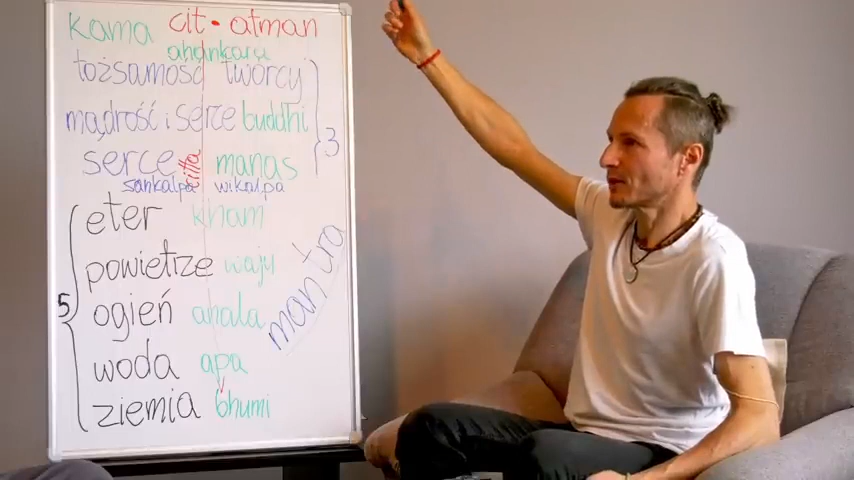 kama cit • atman
ahankara
tożsamość twórcy
mądrość i serce buddhi
3
serce citta manas
sankalpa wikalpa
eter kham
powietrze waju
5
ogień anala
mantra
woda apa
ziemia bhumi